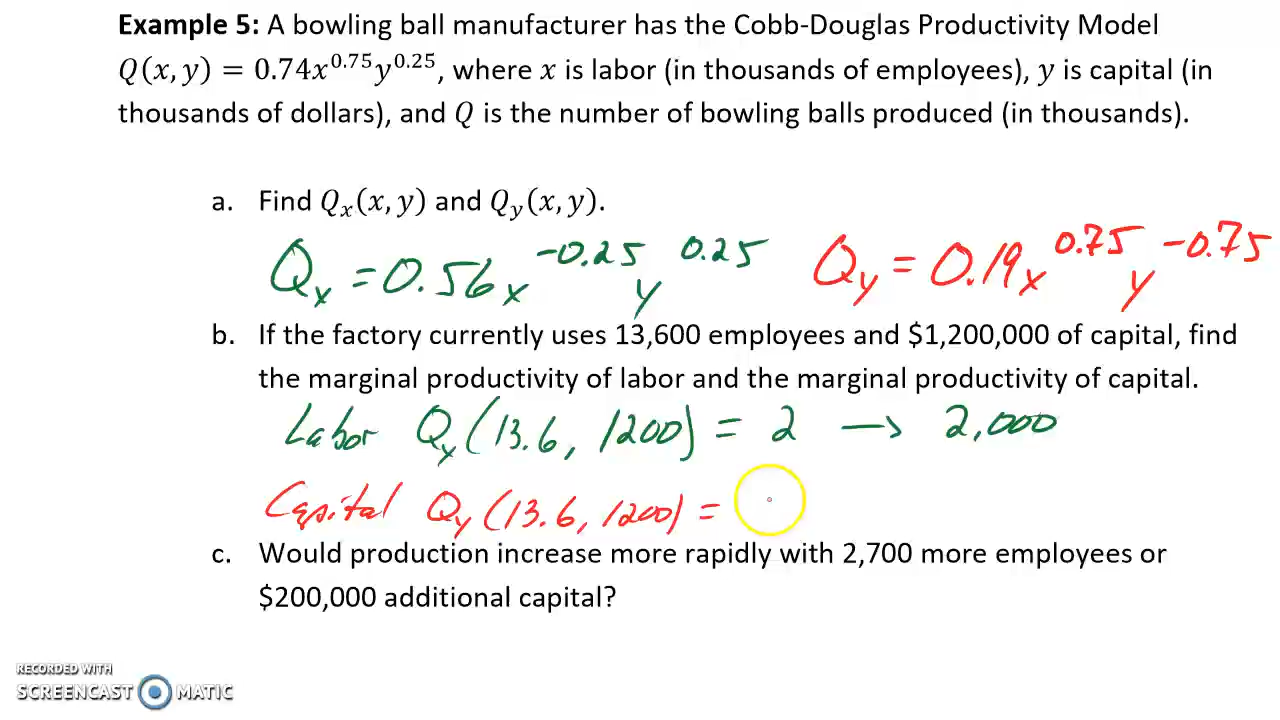 Example 5: A bowling ball manufacturer has the Cobb-Douglas Productivity Model
Q(x, y) = 0.74x^0.75 y^0.25, where x is labor (in thousands of employees), y is capital (in
thousands of dollars), and Q is the number of bowling balls produced (in thousands).
a. Find Qₓ(x, y) and Q_y(x, y).
Qₓ = 0.56x^-0.25 y^0.25 Q_y = 0.19x^0.75 y^-0.75
b. If the factory currently uses 13,600 employees and $1,200,000 of capital, find
the marginal productivity of labor and the marginal productivity of capital.
Labor Qₓ(13.6, 1200) = 2 → 2,000
Capital Q_y(13.6, 1200) =
c. Would production increase more rapidly with 2,700 more employees or
$200,000 additional capital?
RECORDED WITH
SCREENCAST MATIC